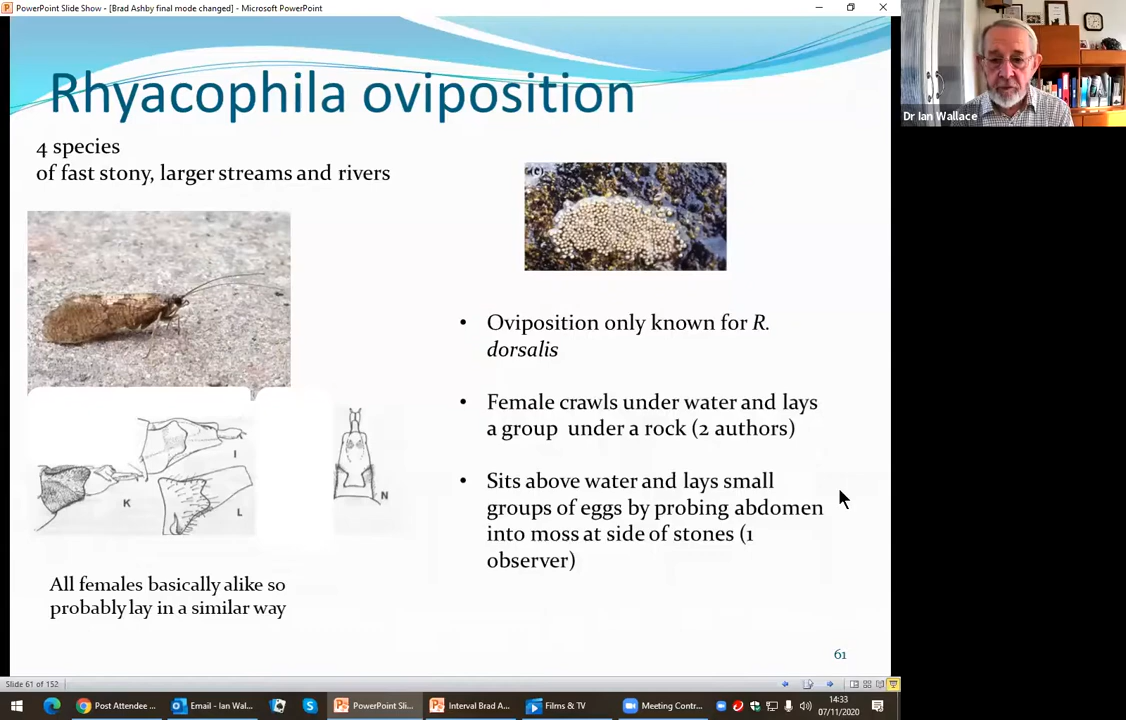 PowerPoint Slide Show - [Brad Ashby final mode changed] - Microsoft PowerPoint
Rhyacophila oviposition
4 species
of fast stony, larger streams and rivers
(c)
• Oviposition only known for R.
dorsalis
• Female crawls under water and lays
a group under a rock (2 authors)
• Sits above water and lays small
groups of eggs by probing abdomen
into moss at side of stones (1
observer)
I
K
L
N
All females basically alike so
probably lay in a similar way
61
Dr Ian Wallace
Slide 61 of 152
Post Attendee ...
Email - Ian Wal...
PowerPoint Sli...
Interval Brad A...
Films & TV
Meeting Contr...
14:33
07/11/2020